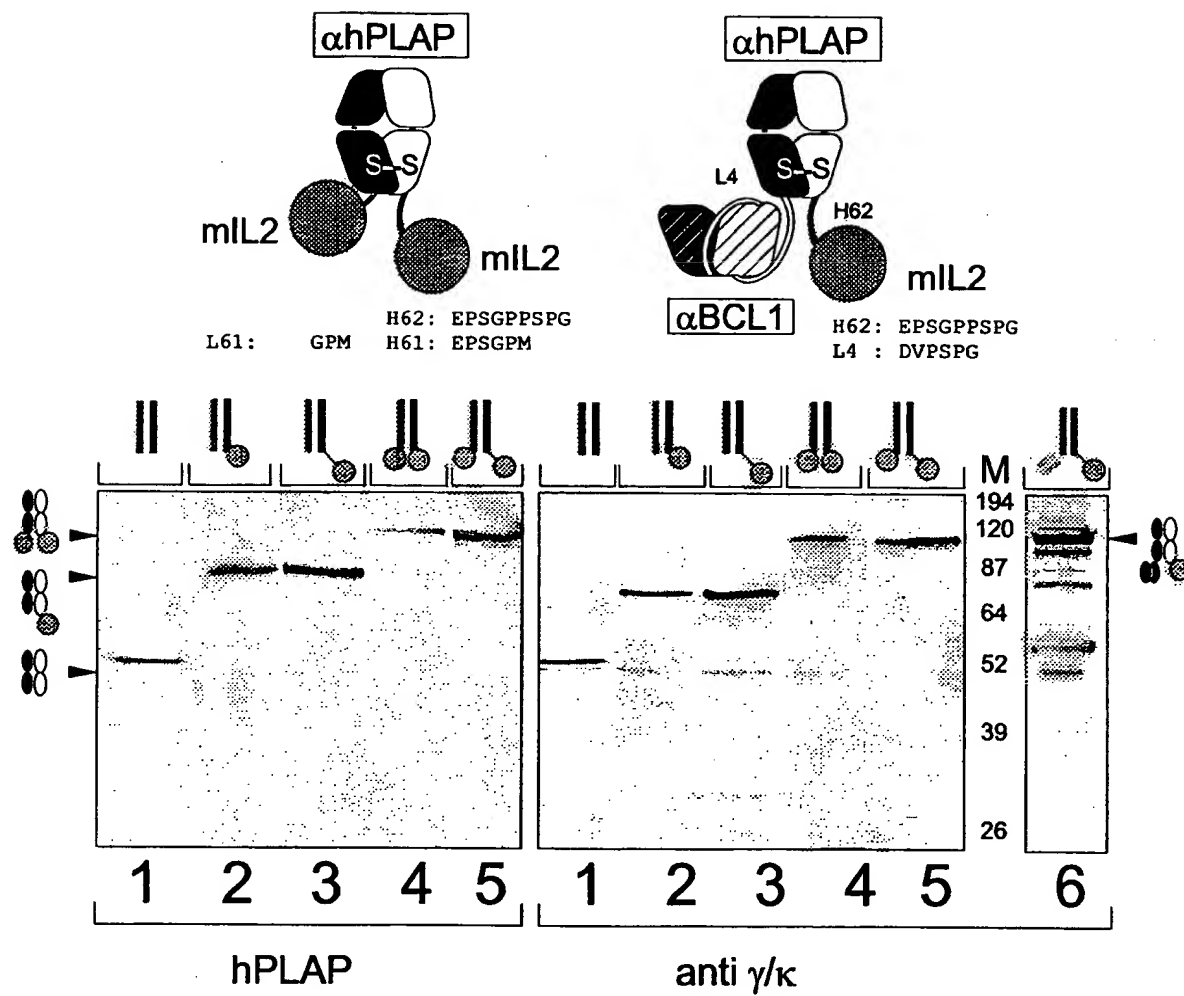 αhPLAP
αhPLAP
S--S
S--S
L4
H62
mIL2
mIL2
mIL2
αBCL1
H62: EPSGPPSPG
L61: GPM H61: EPSGPM
H62: EPSGPPSPG
L4 : DVPSPG
M
194
120
87
64
52
39
26
1 2 3 4 5 1 2 3 4 5 6
hPLAP
anti γ/κ